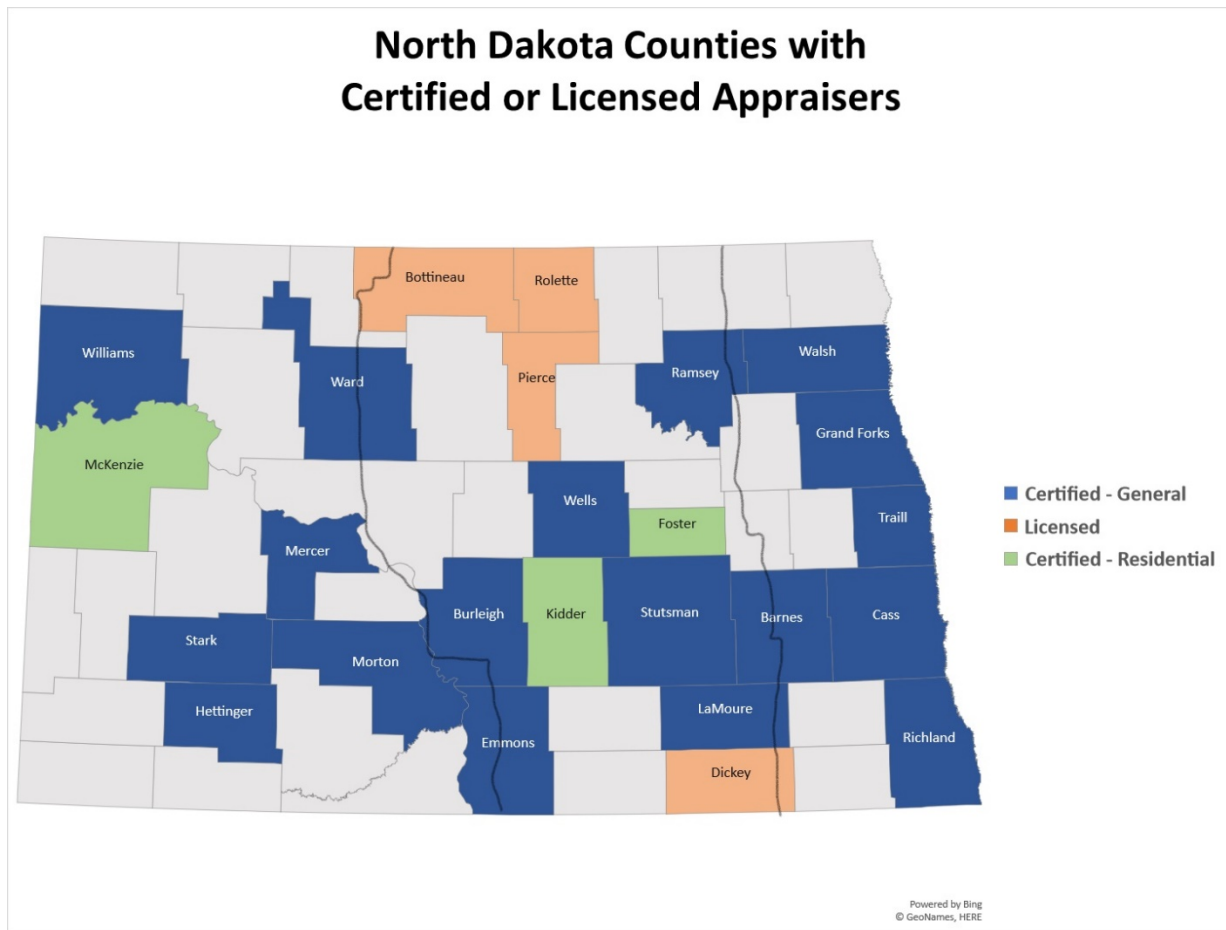 North Dakota Counties with
Certified or Licensed Appraisers
Bottineau
Rolette
Williams
Walsh
Ward
Pierce
Ramsey
Grand Forks
McKenzie
Wells
Foster
Traill
Mercer
Burleigh
Kidder
Stutsman
Barnes
Cass
Stark
Morton
Hettinger
LaMoure
Emmons
Richland
Dickey
Certified - General
Licensed
Certified - Residential
Powered by Bing
© GeoNames, HERE